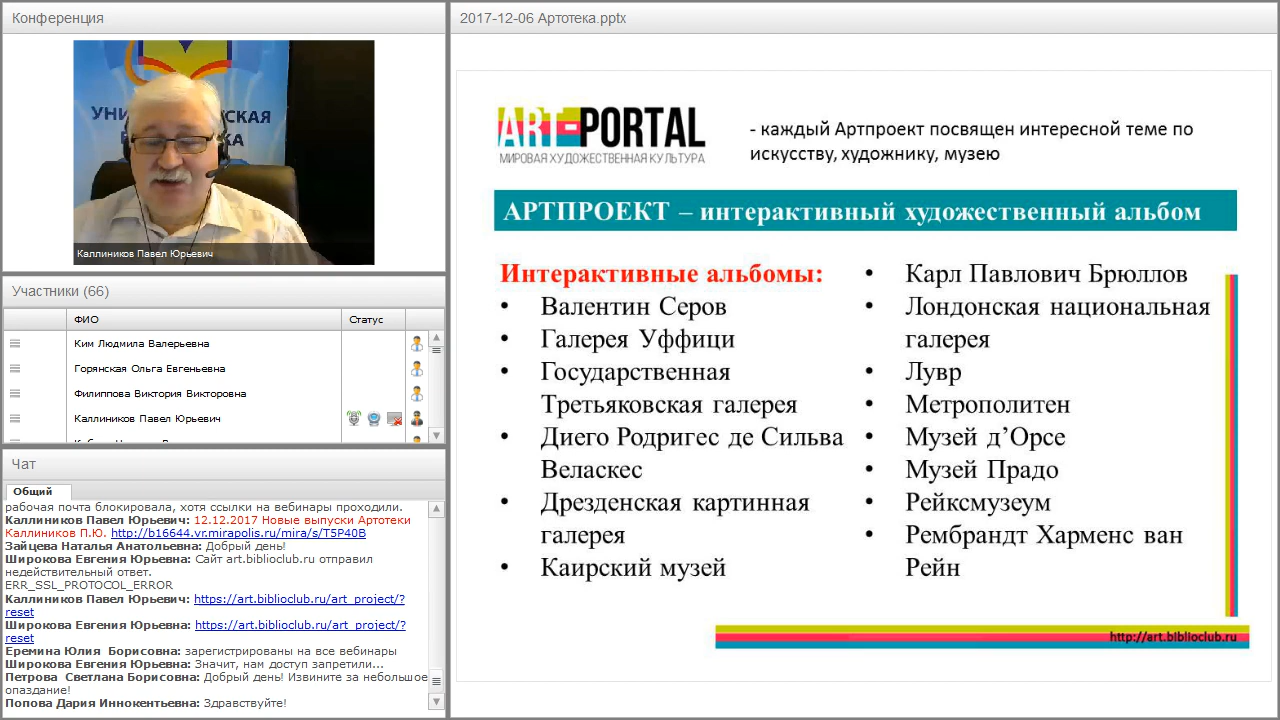 Конференция
Каллиников Павел Юрьевич
Участники (66)
ФИО
Статус
Ким Людмила Валерьевна
Горянская Ольга Евгеньевна
Филиппова Виктория Викторовна
Каллиников Павел Юрьевич
Чат
Общий
рабочая почта блокировала, хотя ссылки на вебинары проходили.
Каллиников Павел Юрьевич: 12.12.2017 Новые выпуски Артотеки
Каллиников П.Ю. http://b16644.vr.mirapolis.ru/mira/s/T5P40B
Зайцева Наталья Анатольевна: Добрый день!
Широкова Евгения Юрьевна: Сайт art.biblioclub.ru отправил
недействительный ответ.
ERR_SSL_PROTOCOL_ERROR
Каллиников Павел Юрьевич: https://art.biblioclub.ru/art_project/?
reset
Широкова Евгения Юрьевна: https://art.biblioclub.ru/art_project/?
reset
Еремина Юлия Борисовна: зарегистрированы на все вебинары
Широкова Евгения Юрьевна: Значит, нам доступ запретили...
Петрова Светлана Борисовна: Добрый день! Извините за небольшое
опаздание!
Попова Дария Иннокентьевна: Здравствуйте!
2017-12-06 Артотека.pptx
ART-PORTAL
МИРОВАЯ ХУДОЖЕСТВЕННАЯ КУЛЬТУРА
- каждый Артпроект посвящен интересной теме по
искусству, художнику, музею
АРТПРОЕКТ – интерактивный художественный альбом
Интерактивные альбомы:
• Валентин Серов
• Галерея Уффици
• Государственная
Третьяковская галерея
• Диего Родригес де Сильва
Веласкес
• Дрезденская картинная
галерея
• Каирский музей
• Карл Павлович Брюллов
• Лондонская национальная
галерея
• Лувр
• Метрополитен
• Музей д’Орсе
• Музей Прадо
• Рейксмузеум
• Рембрандт Харменс ван
Рейн
http://art.biblioclub.ru